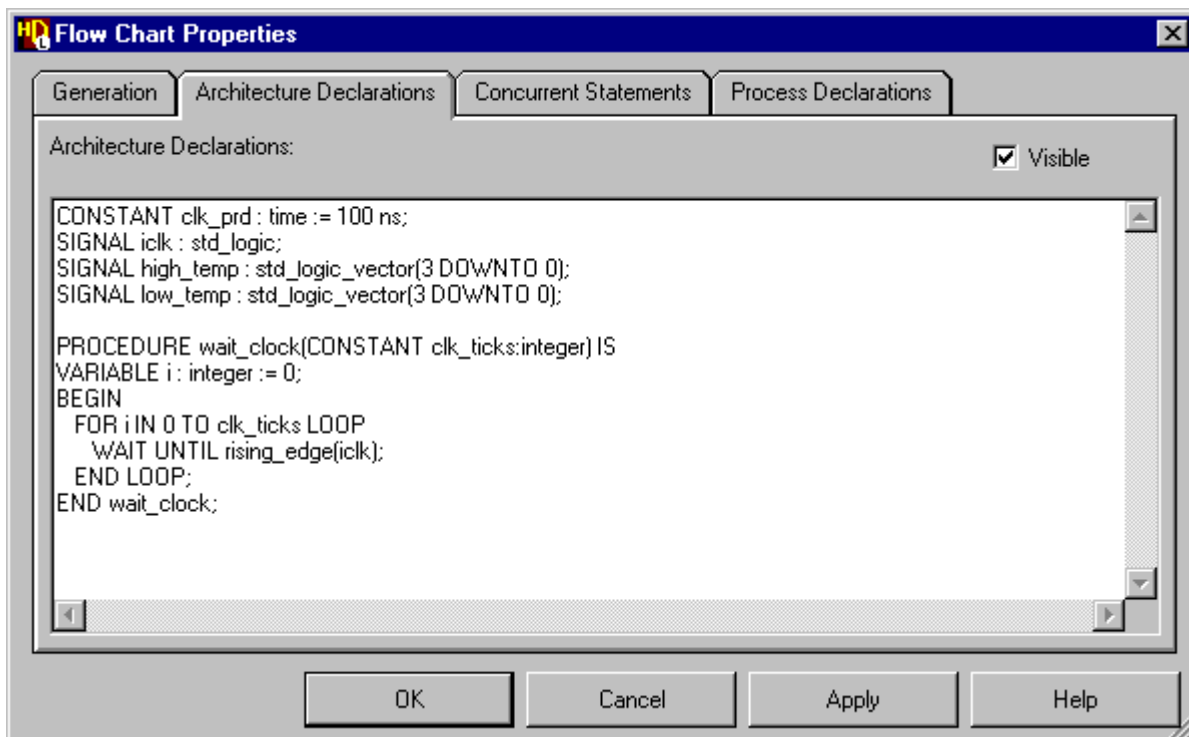 HDL Flow Chart Properties
Generation Architecture Declarations Concurrent Statements Process Declarations
Architecture Declarations: Visible
CONSTANT clk_prd : time := 100 ns;
SIGNAL iclk : std_logic;
SIGNAL high_temp : std_logic_vector(3 DOWNTO 0);
SIGNAL low_temp : std_logic_vector(3 DOWNTO 0);
PROCEDURE wait_clock(CONSTANT clk_ticks:integer) IS
VARIABLE i : integer := 0;
BEGIN
FOR i IN 0 TO clk_ticks LOOP
WAIT UNTIL rising_edge(iclk);
END LOOP;
END wait_clock;
OK Cancel Apply Help